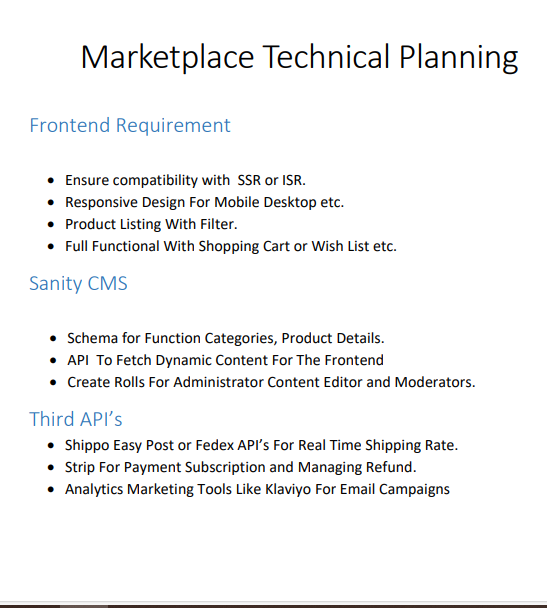 Marketplace Technical Planning
Frontend Requirement
• Ensure compatibility with  SSR or ISR.
• Responsive Design For Mobile Desktop etc.
• Product Listing With Filter.
• Full Functional With Shopping Cart or Wish List etc.
Sanity CMS
• Schema for Function Categories, Product Details.
• API  To Fetch Dynamic Content For The Frontend
• Create Rolls For Administrator Content Editor and Moderators.
Third API’s
• Shippo Easy Post or Fedex API’s For Real Time Shipping Rate.
• Strip For Payment Subscription and Managing Refund.
• Analytics Marketing Tools Like Klaviyo For Email Campaigns